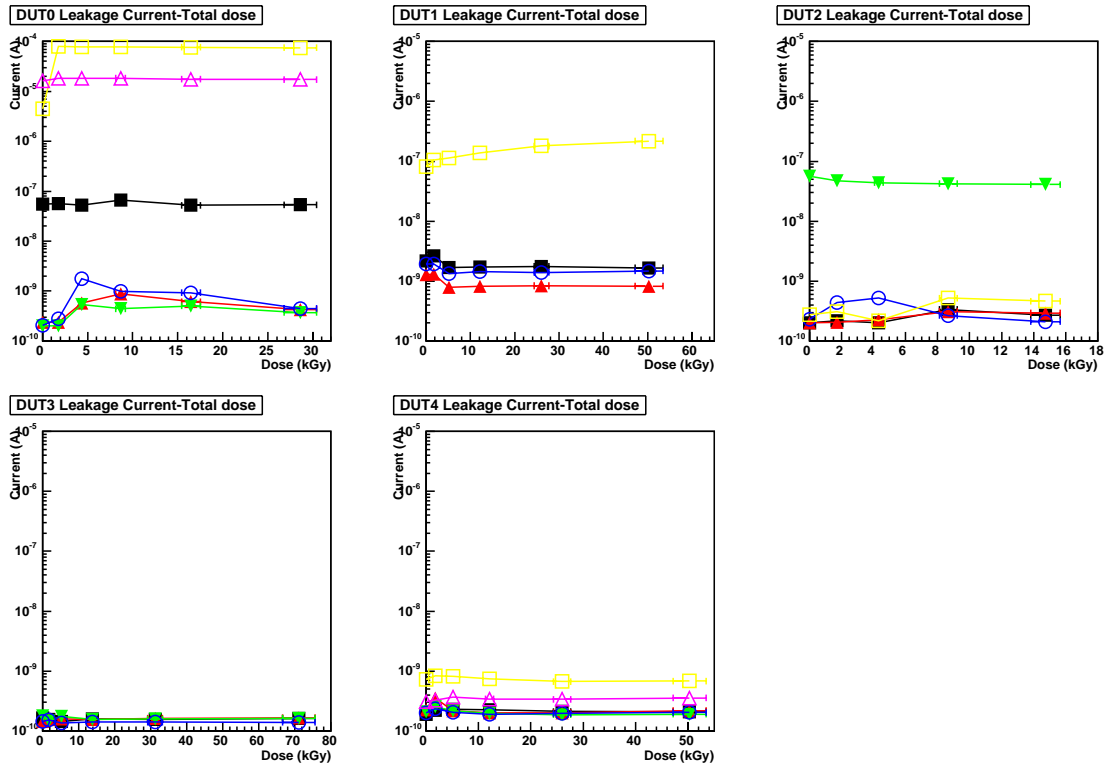 DUT0 Leakage Current-Total dose
Current (A)
10-4
10-5
10-6
10-7
10-8
10-9
10-10
0 5 10 15 20 25 30
Dose (kGy)
DUT1 Leakage Current-Total dose
Current (A)
10-5
10-6
10-7
10-8
10-9
10-10
0 10 20 30 40 50 60
Dose (kGy)
DUT2 Leakage Current-Total dose
Current (A)
10-5
10-6
10-7
10-8
10-9
10-10
0 2 4 6 8 10 12 14 16 18
Dose (kGy)
DUT3 Leakage Current-Total dose
Current (A)
10-5
10-6
10-7
10-8
10-9
10-10
0 10 20 30 40 50 60 70 80
Dose (kGy)
DUT4 Leakage Current-Total dose
Current (A)
10-5
10-6
10-7
10-8
10-9
10-10
0 10 20 30 40 50
Dose (kGy)